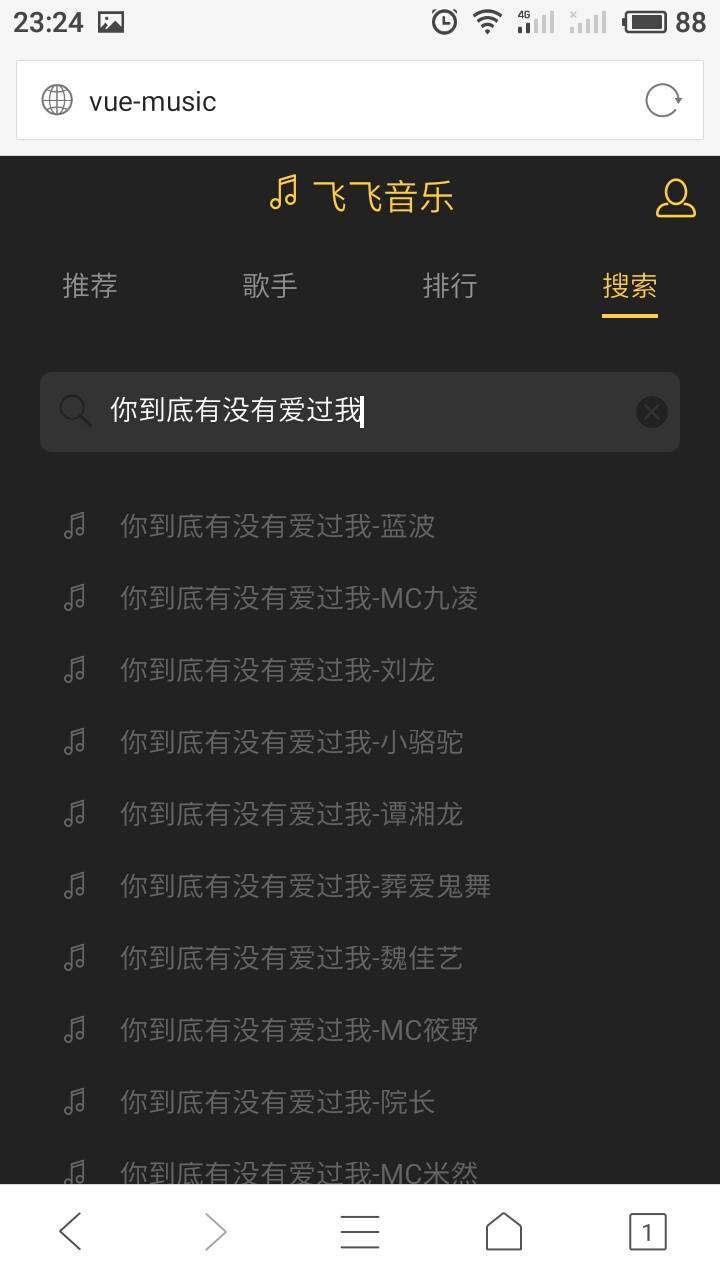 23:24 4G 88
vue-music
飞飞音乐
推荐 歌手 排行 搜索
你到底有没有爱过我
你到底有没有爱过我-蓝波
你到底有没有爱过我-MC九凌
你到底有没有爱过我-刘龙
你到底有没有爱过我-小骆驼
你到底有没有爱过我-谭湘龙
你到底有没有爱过我-葬爱鬼舞
你到底有没有爱过我-魏佳艺
你到底有没有爱过我-MC筱野
你到底有没有爱过我-院长
你到底有没有爱过我-MC米然
1